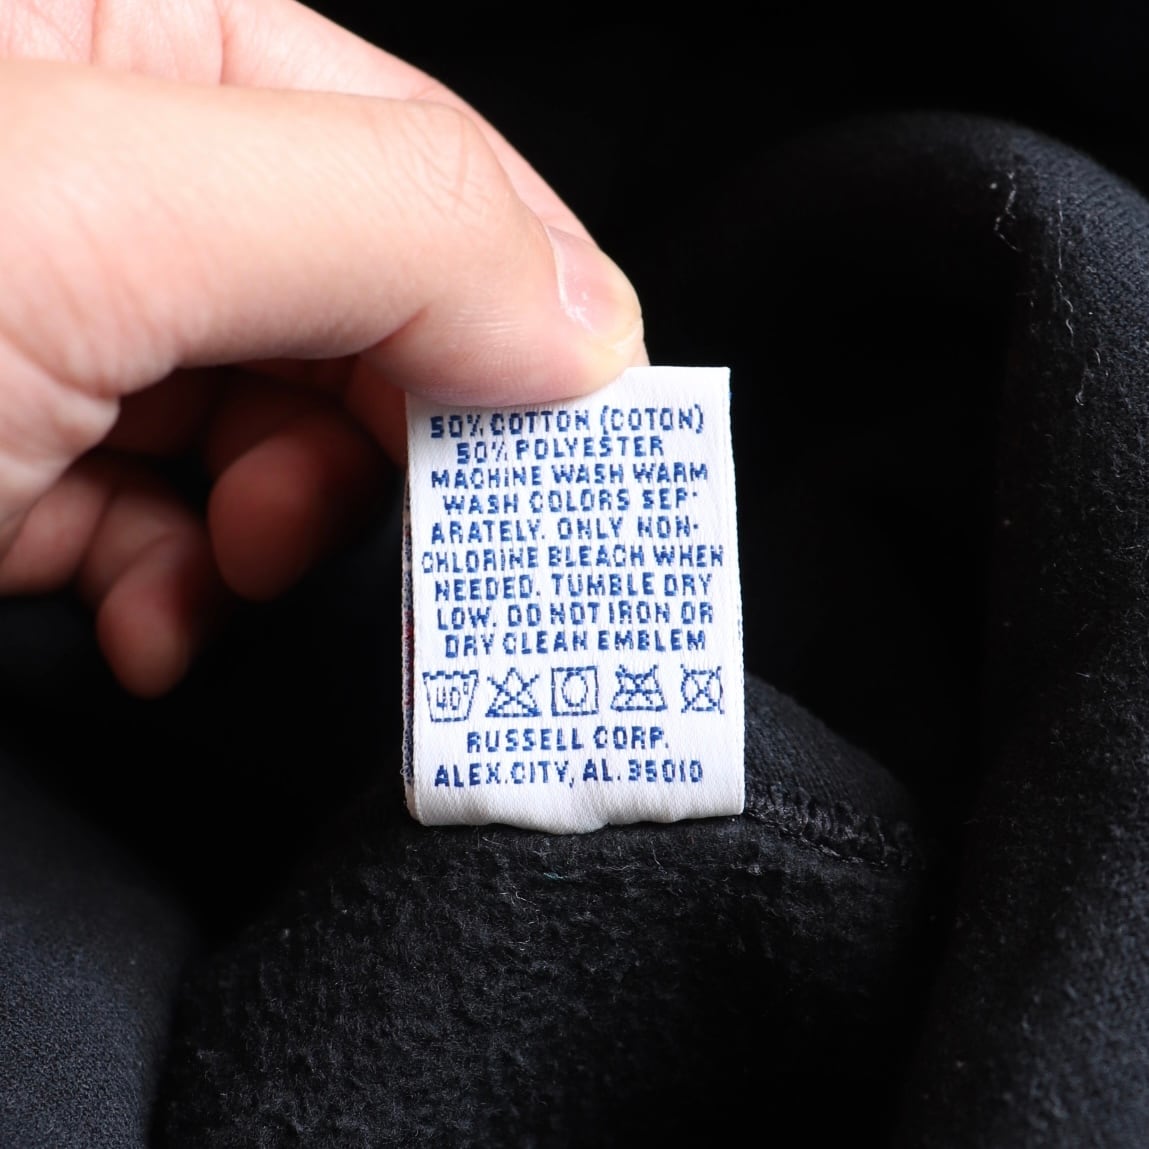 50% COTTON (COTON)
50% POLYESTER
MACHINE WASH WARM
WASH COLORS SEP-
ARATELY. ONLY NON-
CHLORINE BLEACH WHEN
NEEDED. TUMBLE DRY
LOW. DO NOT IRON OR
DRY CLEAN EMBLEM
40°
RUSSELL CORP.
ALEX.CITY, AL. 35010